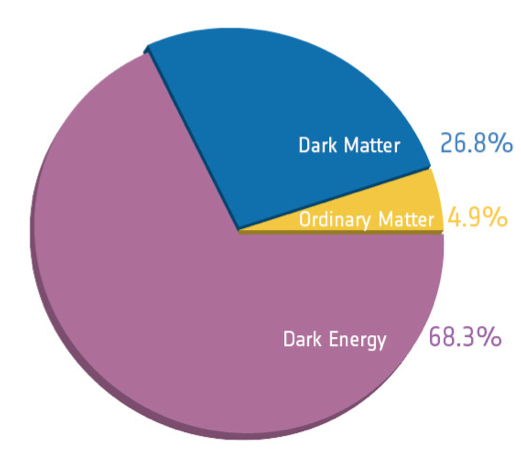 Dark Matter 26.8%
Ordinary Matter 4.9%
Dark Energy 68.3%